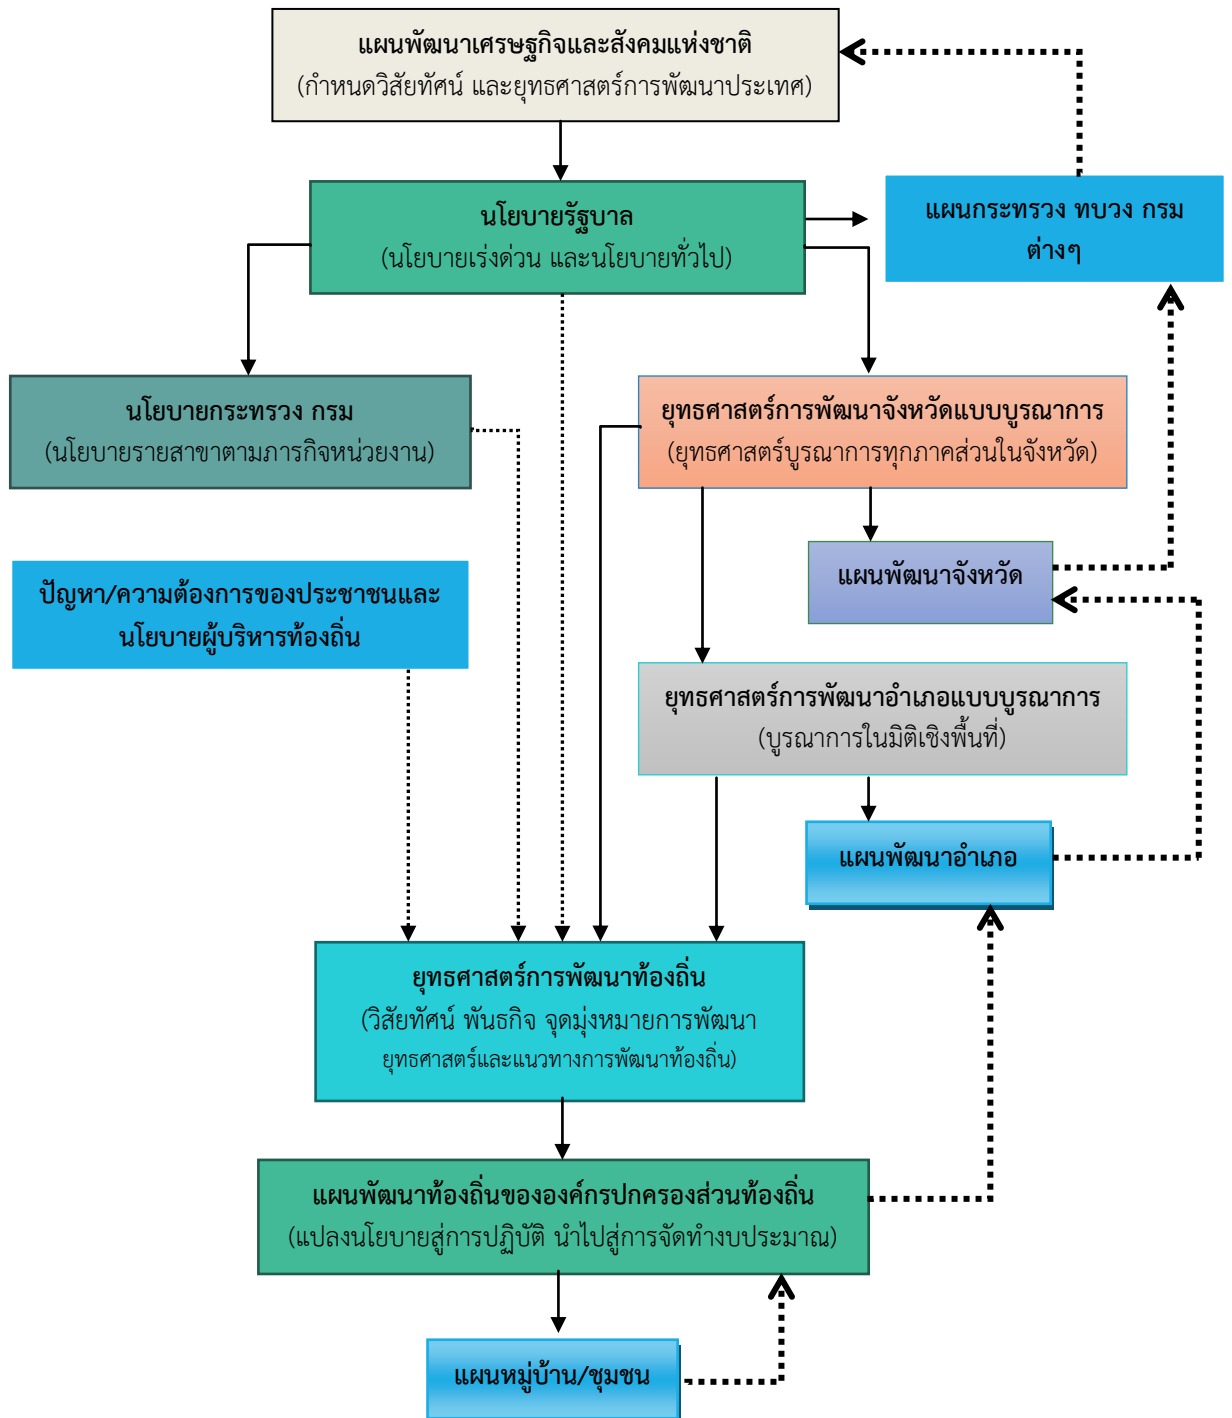 แผนพัฒนาเศรษฐกิจและสังคมแห่งชาติ
(กำหนดวิสัยทัศน์ และยุทธศาสตร์การพัฒนาประเทศ)
นโยบายรัฐบาล
(นโยบายเร่งด่วน และนโยบายทั่วไป)
แผนกระทรวง ทบวง กรม
ต่างๆ
นโยบายกระทรวง กรม
(นโยบายรายสาขาตามภารกิจหน่วยงาน)
ยุทธศาสตร์การพัฒนาจังหวัดแบบบูรณาการ
(ยุทธศาสตร์บูรณาการทุกภาคส่วนในจังหวัด)
แผนพัฒนาจังหวัด
ปัญหา/ความต้องการของประชาชนและ
นโยบายผู้บริหารท้องถิ่น
ยุทธศาสตร์การพัฒนาอำเภอแบบบูรณาการ
(บูรณาการในมิติเชิงพื้นที่)
แผนพัฒนาอำเภอ
ยุทธศาสตร์การพัฒนาท้องถิ่น
(วิสัยทัศน์ พันธกิจ จุดมุ่งหมายการพัฒนา
ยุทธศาสตร์และแนวทางการพัฒนาท้องถิ่น)
แผนพัฒนาท้องถิ่นขององค์กรปกครองส่วนท้องถิ่น
(แปลงนโยบายสู่การปฏิบัติ นำไปสู่การจัดทำงบประมาณ)
แผนหมู่บ้าน/ชุมชน